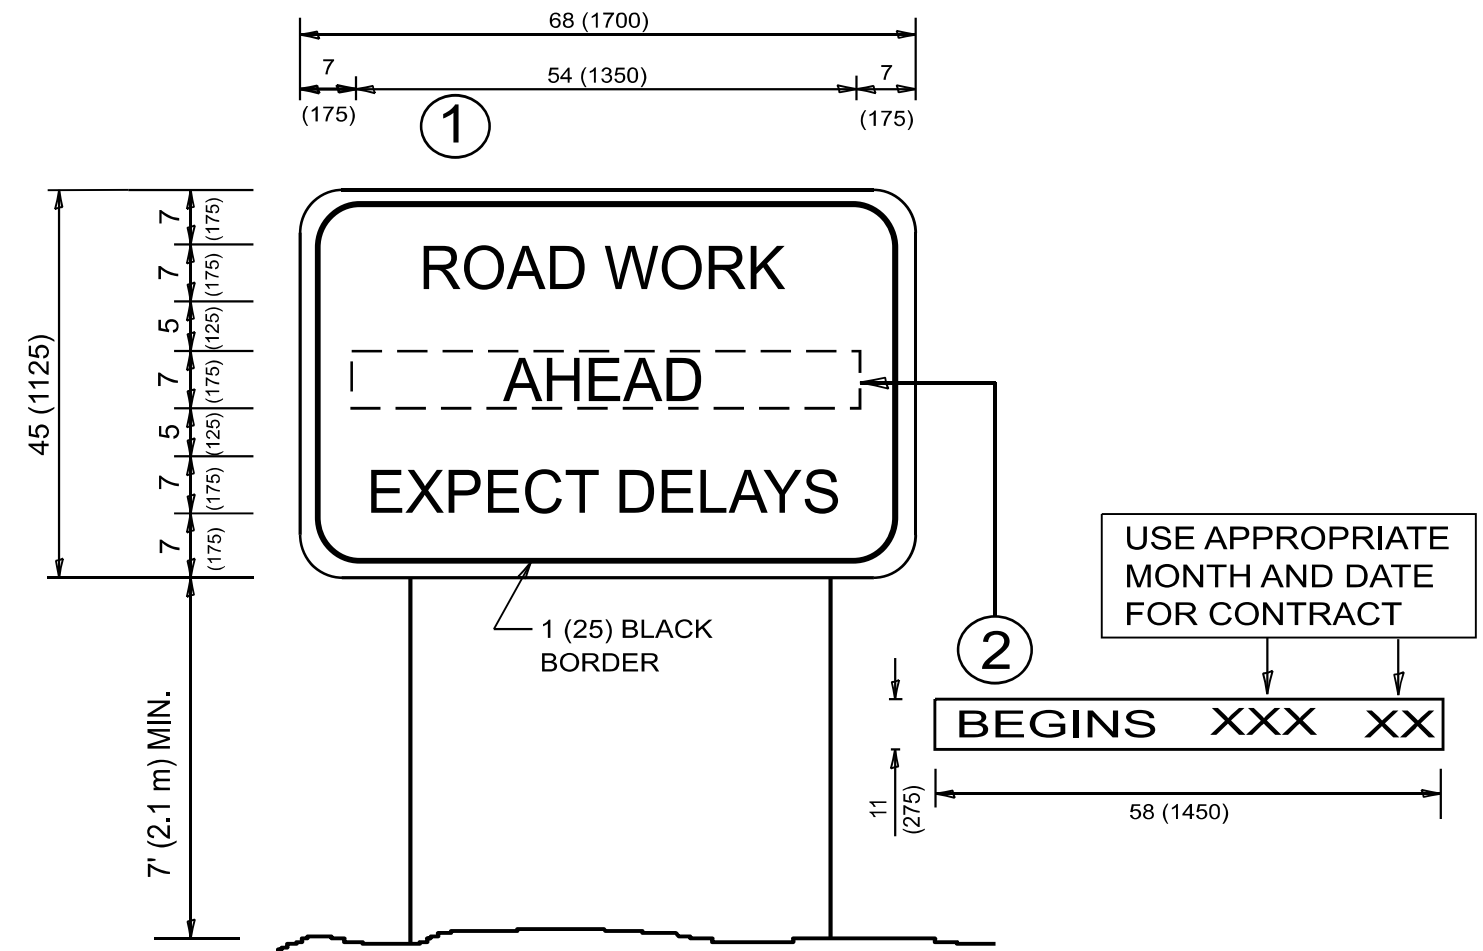 68 (1700)
7
54 (1350)
7
(175)
(175)
1
7
(175)
7
(175)
5
(125)
7
(175)
5
(125)
7
(175)
7
(175)
45 (1125)
ROAD WORK
AHEAD
EXPECT DELAYS
1 (25) BLACK
BORDER
7' (2.1 m) MIN.
2
USE APPROPRIATE
MONTH AND DATE
FOR CONTRACT
BEGINS XXX XX
11
(275)
58 (1450)